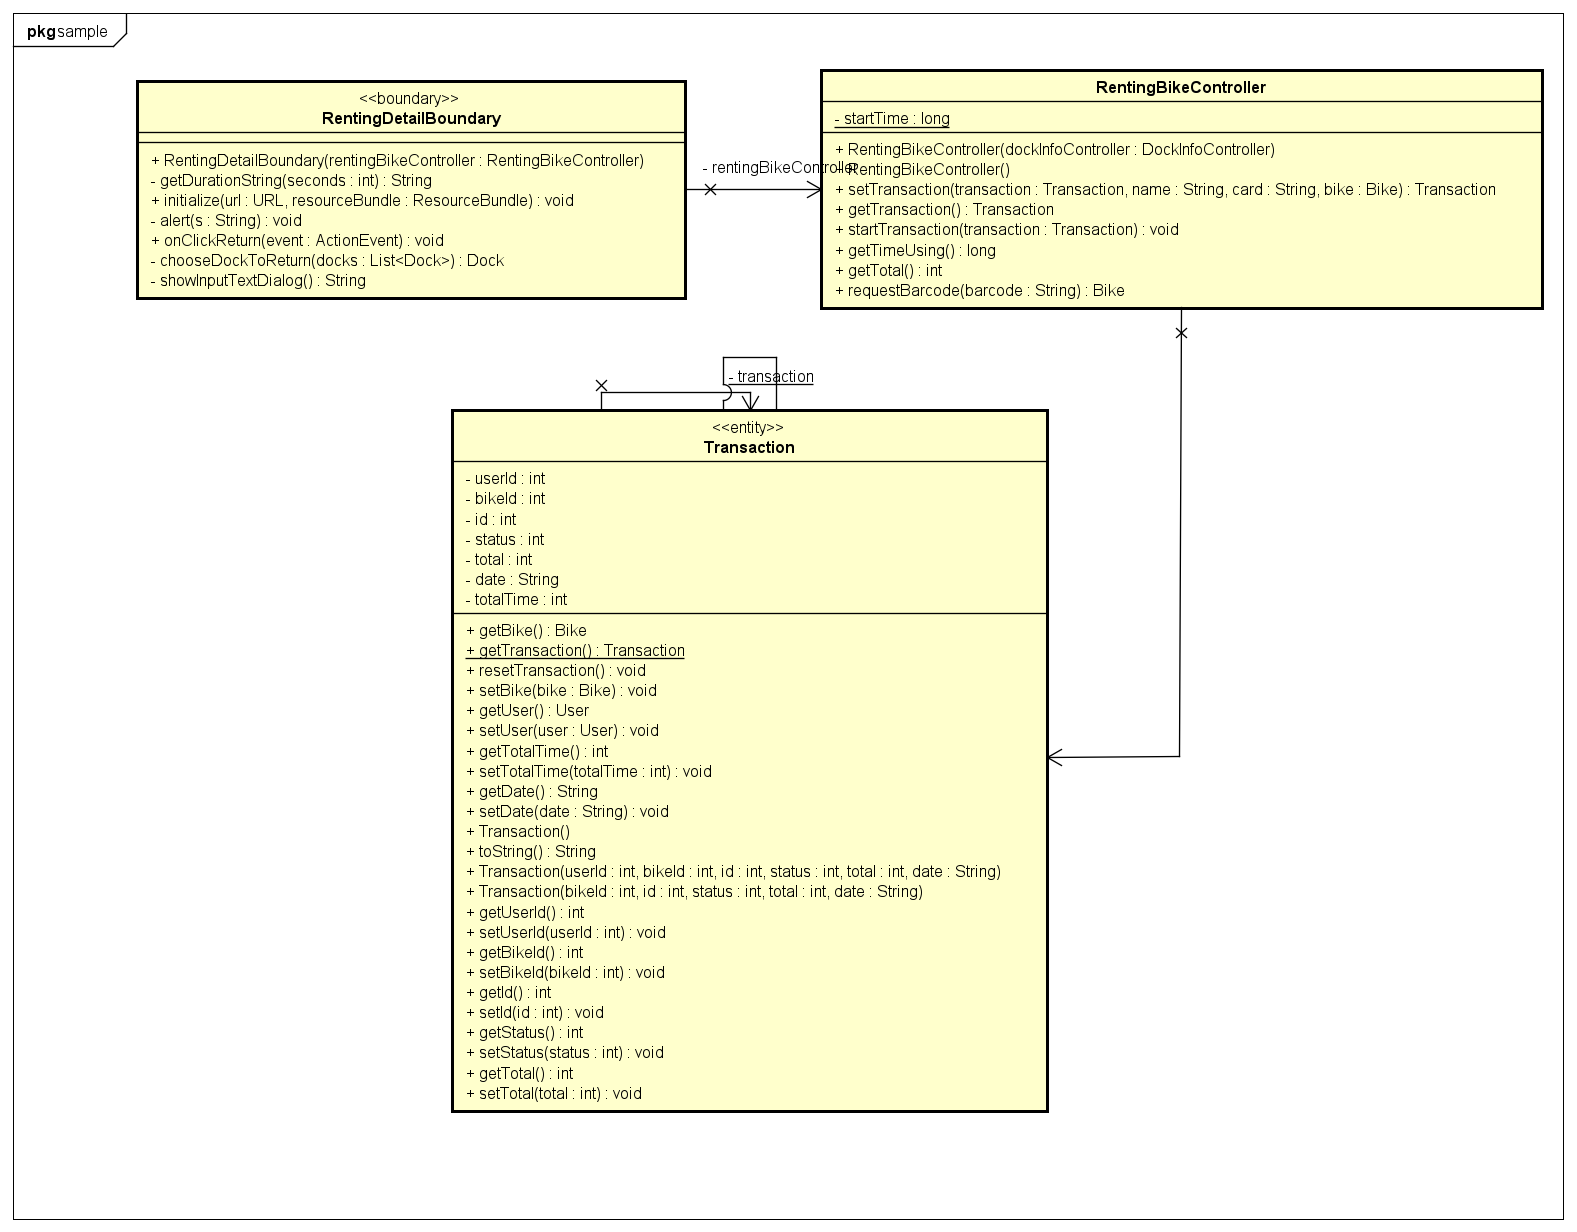 pkg sample
<<boundary>>
RentingDetailBoundary
+ RentingDetailBoundary(rentingBikeController : RentingBikeController)
- getDurationString(seconds : int) : String
+ initialize(url : URL, resourceBundle : ResourceBundle) : void
- alert(s : String) : void
+ onClickReturn(event : ActionEvent) : void
- chooseDockToReturn(docks : List<Dock>) : Dock
- showInputTextDialog() : String
- rentingBikeController
RentingBikeController
- startTime : long
+ RentingBikeController(dockInfoController : DockInfoController)
+ RentingBikeController()
+ setTransaction(transaction : Transaction, name : String, card : String, bike : Bike) : Transaction
+ getTransaction() : Transaction
+ startTransaction(transaction : Transaction) : void
+ getTimeUsing() : long
+ getTotal() : int
+ requestBarcode(barcode : String) : Bike
- transaction
<<entity>>
Transaction
- userId : int
- bikeId : int
- id : int
- status : int
- total : int
- date : String
- totalTime : int
+ getBike() : Bike
+ getTransaction() : Transaction
+ resetTransaction() : void
+ setBike(bike : Bike) : void
+ getUser() : User
+ setUser(user : User) : void
+ getTotalTime() : int
+ setTotalTime(totalTime : int) : void
+ getDate() : String
+ setDate(date : String) : void
+ Transaction()
+ toString() : String
+ Transaction(userId : int, bikeId : int, id : int, status : int, total : int, date : String)
+ Transaction(bikeId : int, id : int, status : int, total : int, date : String)
+ getUserId() : int
+ setUserId(userId : int) : void
+ getBikeId() : int
+ setBikeId(bikeId : int) : void
+ getId() : int
+ setId(id : int) : void
+ getStatus() : int
+ setStatus(status : int) : void
+ getTotal() : int
+ setTotal(total : int) : void